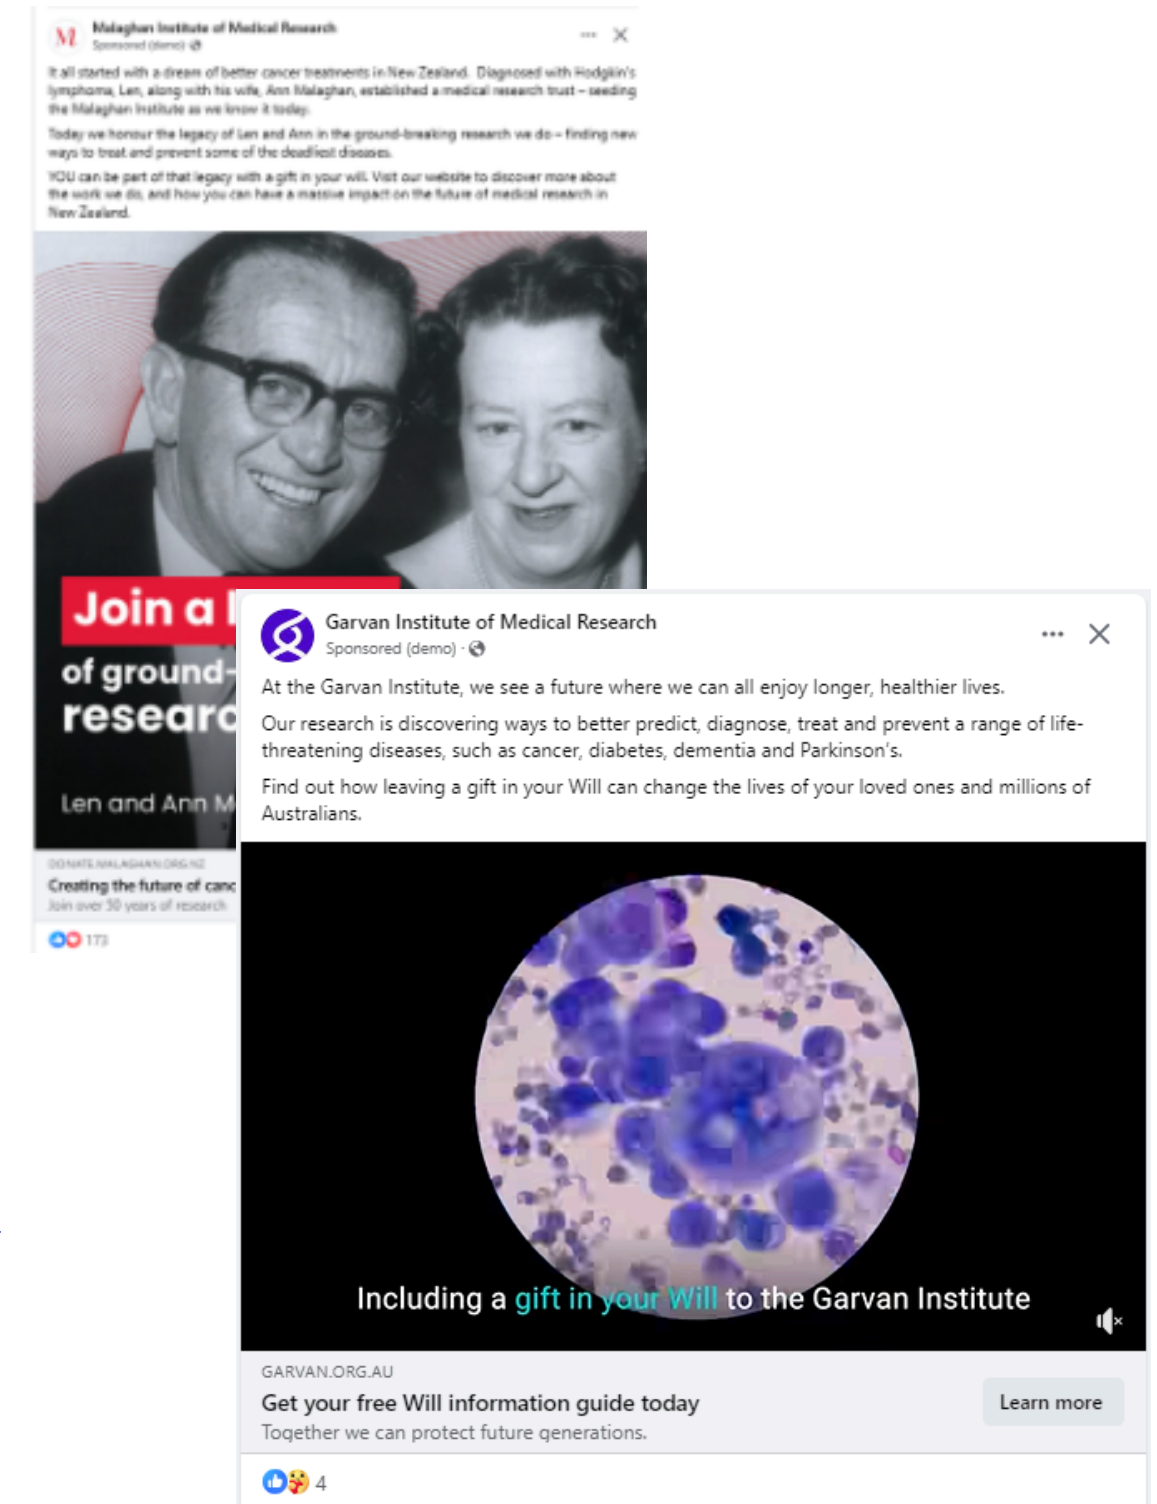 Malaghan Institute of Medical Research
Sponsored (demo)
It all started with a dream of better cancer treatments in New Zealand. Diagnosed with Hodgkin's
lymphoma, Len, along with his wife, Ann Malaghan, established a medical research trust – seeding
the Malaghan Institute as we know it today.
Today we honour the legacy of Len and Ann in the ground-breaking research we do – finding new
ways to treat and prevent some of the deadliest diseases.
YOU can be part of that legacy with a gift in your will. Visit our website to discover more about
the work we do, and how you can have a massive impact on the future of medical research in
New Zealand.
Join a l
of ground-
researc
Len and Ann M
DONATE.MALAGHAN.ORG.NZ
Creating the future of canc
Join over 50 years of research
173
Garvan Institute of Medical Research
Sponsored (demo) ·
At the Garvan Institute, we see a future where we can all enjoy longer, healthier lives.
Our research is discovering ways to better predict, diagnose, treat and prevent a range of life-
threatening diseases, such as cancer, diabetes, dementia and Parkinson's.
Find out how leaving a gift in your Will can change the lives of your loved ones and millions of
Australians.
Including a gift in your Will to the Garvan Institute
GARVAN.ORG.AU
Get your free Will information guide today
Learn more
Together we can protect future generations.
4